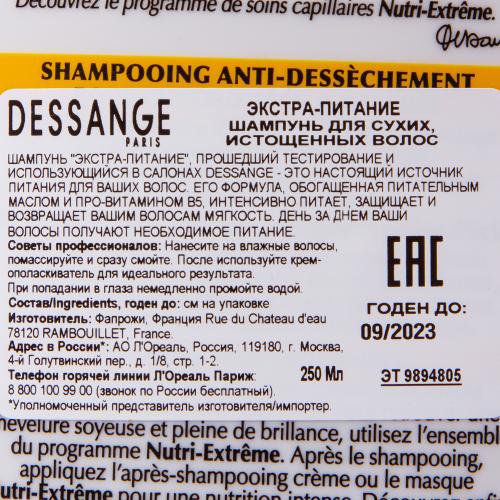 Découvrez le programme de soins capillaires Nutri-Extrême.
SHAMPOOING ANTI-DESSÈCHEMENT
DESSANGE
PARIS
ЭКСТРА-ПИТАНИЕ
ШАМПУНЬ ДЛЯ СУХИХ,
ИСТОЩЕННЫХ ВОЛОС
ШАМПУНЬ "ЭКСТРА-ПИТАНИЕ", ПРОШЕДШИЙ ТЕСТИРОВАНИЕ И
ИСПОЛЬЗУЮЩИЙСЯ В САЛОНАХ DESSANGE - ЭТО НАСТОЯЩИЙ ИСТОЧНИК
ПИТАНИЯ ДЛЯ ВАШИХ ВОЛОС. ЕГО ФОРМУЛА, ОБОГАЩЕННАЯ ПИТАТЕЛЬНЫМ
МАСЛОМ И ПРО-ВИТАМИНОМ B5, ИНТЕНСИВНО ПИТАЕТ, ЗАЩИЩАЕТ И
ВОЗВРАЩАЕТ ВАШИМ ВОЛОСАМ МЯГКОСТЬ. ДЕНЬ ЗА ДНЕМ ВАШИ
ВОЛОСЫ ПОЛУЧАЮТ НЕОБХОДИМОЕ ПИТАНИЕ.
Советы профессионалов: Нанесите на влажные волосы,
помассируйте и сразу смойте. После используйте крем-
ополаскиватель для идеального результата.
При попадании в глаза немедленно промойте водой.
Состав/Ingredients, годен до: см на упаковке
Изготовитель: Фапрожи, Франция Rue du Chateau d'eau
78120 RAMBOUILLET, France.
Адрес в России*: АО Л'Ореаль, Россия, 119180, г. Москва,
4-й Голутвинский пер., д. 1/8, стр. 1-2.
Телефон горячей линии Л'Ореаль Париж:
8 800 100 99 00 (звонок по России бесплатный).
*Уполномоченный представитель изготовителя/импортер.
250 Мл
EAC
ГОДЕН ДО:
09/2023
ЭТ 9894805
chevelure soyeuse et pleine de brillance, utilisez l'ensemble
du programme Nutri-Extrême. Après le shampooing,
appliquez l'après-shampooing crème ou le masque
Nutri-Extrême pour une nutrition intense.